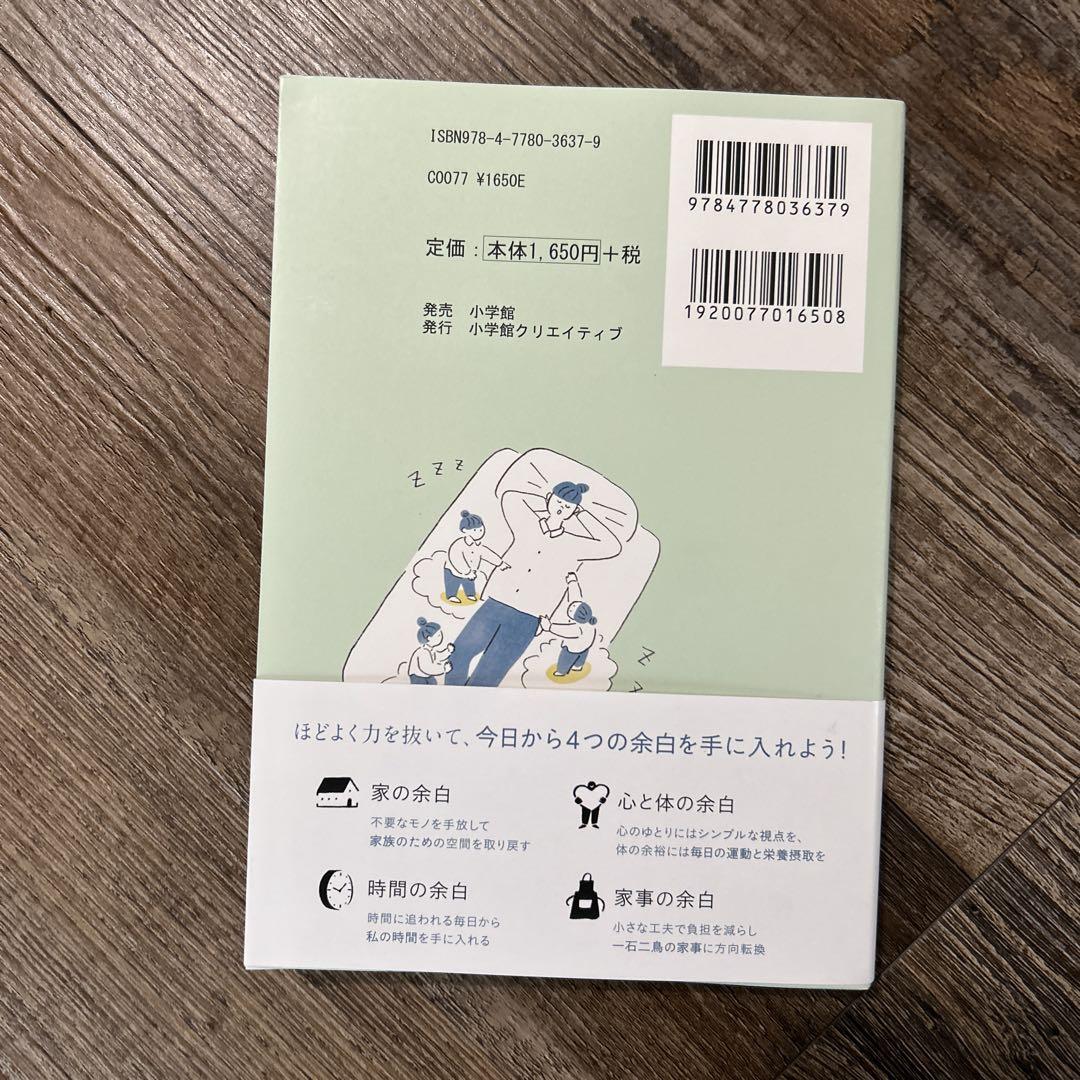 ISBN978-4-7780-3637-9
C0077 ¥1650E
定価：本体1,650円＋税
発売 小学館
発行 小学館クリエイティブ
9784778036379
1920077016508
z z z
z
z
ほどよく力を抜いて、今日から4つの余白を手に入れよう！
家の余白
不要なモノを手放して
家族のための空間を取り戻す
心と体の余白
心のゆとりにはシンプルな視点を、
体の余裕には毎日の運動と栄養摂取を
時間の余白
時間に追われる毎日から
私の時間を手に入れる
家事の余白
小さな工夫で負担を減らし
一石二鳥の家事に方向転換